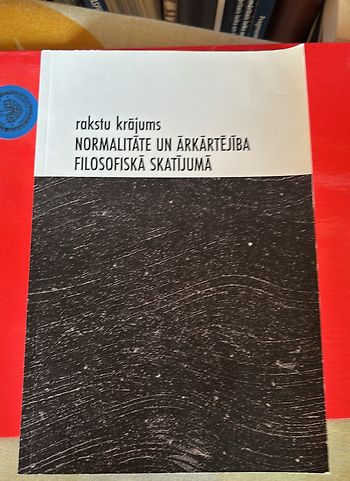 rakstu krājums
NORMALITĀTE UN ĀRKĀRTĒJĪBA
FILOSOFISKĀ SKATĪJUMĀ